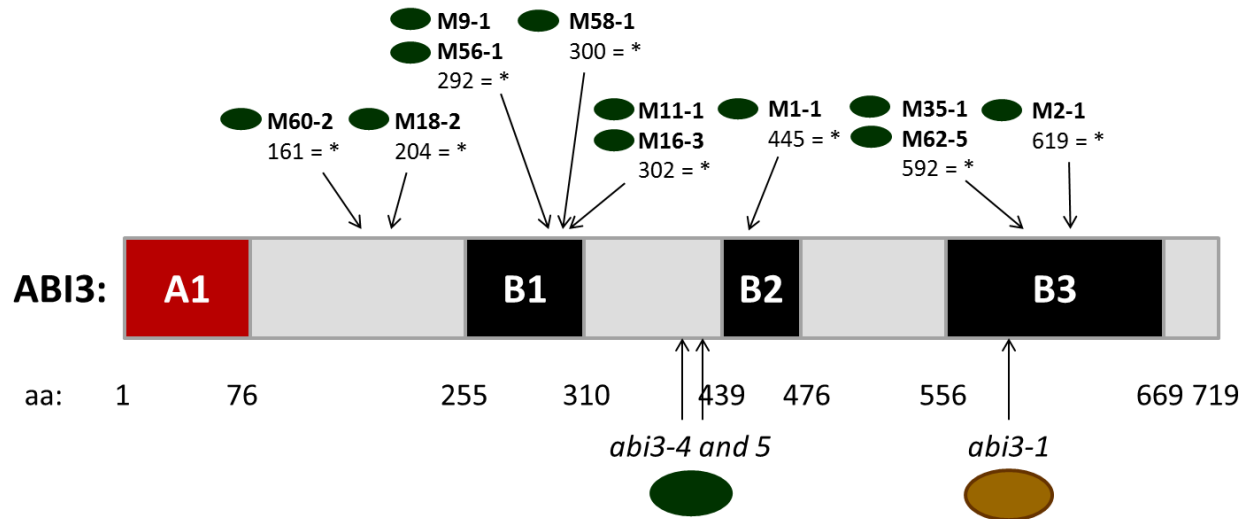 M9-1
M56-1
292 = *
M58-1
300 = *
M60-2
161 = *
M18-2
204 = *
M11-1
M16-3
302 = *
M1-1
445 = *
M35-1
M62-5
592 = *
M2-1
619 = *
ABI3:
A1
B1
B2
B3
aa: 1 76 255 310 439 476 556 669 719
abi3-4 and 5
abi3-1